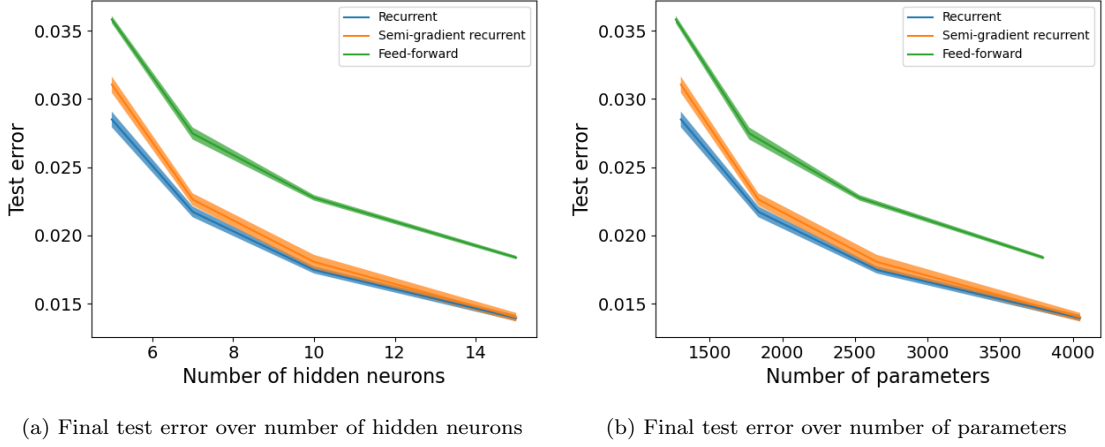 Recurrent
Semi-gradient recurrent
Feed-forward
0.035
0.030
0.025
0.020
0.015
Test error
6 8 10 12 14
Number of hidden neurons
(a) Final test error over number of hidden neurons
Recurrent
Semi-gradient recurrent
Feed-forward
0.035
0.030
0.025
0.020
0.015
Test error
1500 2000 2500 3000 3500 4000
Number of parameters
(b) Final test error over number of parameters